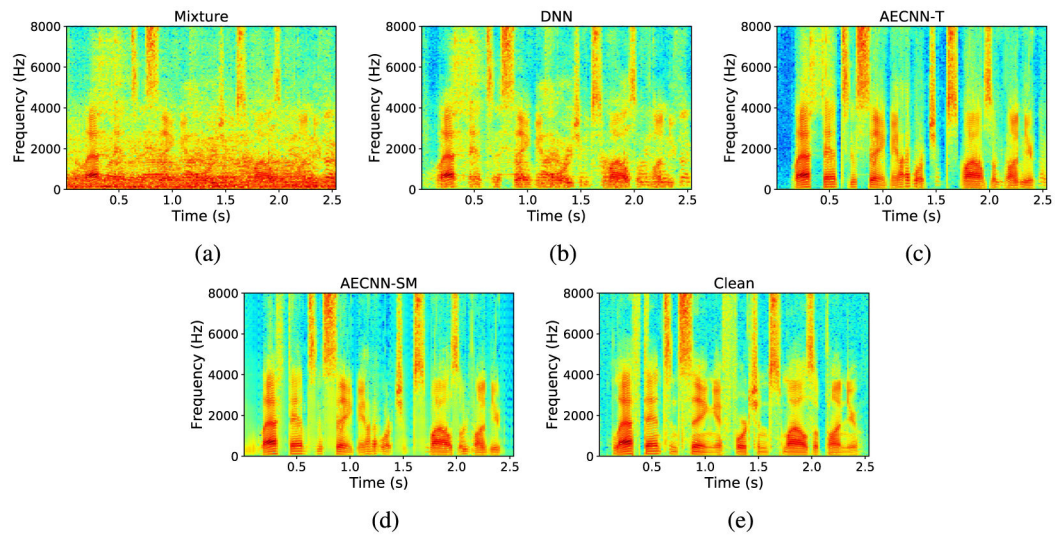 Mixture
DNN
AECNN-T
Frequency (Hz)
8000
6000
4000
2000
0
0.5 1.0 1.5 2.0 2.5
Time (s)
Frequency (Hz)
8000
6000
4000
2000
0
0.5 1.0 1.5 2.0 2.5
Time (s)
Frequency (Hz)
8000
6000
4000
2000
0
0.5 1.0 1.5 2.0 2.5
Time (s)
(a)
(b)
(c)
AECNN-SM
Clean
Frequency (Hz)
8000
6000
4000
2000
0
0.5 1.0 1.5 2.0 2.5
Time (s)
Frequency (Hz)
8000
6000
4000
2000
0
0.5 1.0 1.5 2.0 2.5
Time (s)
(d)
(e)